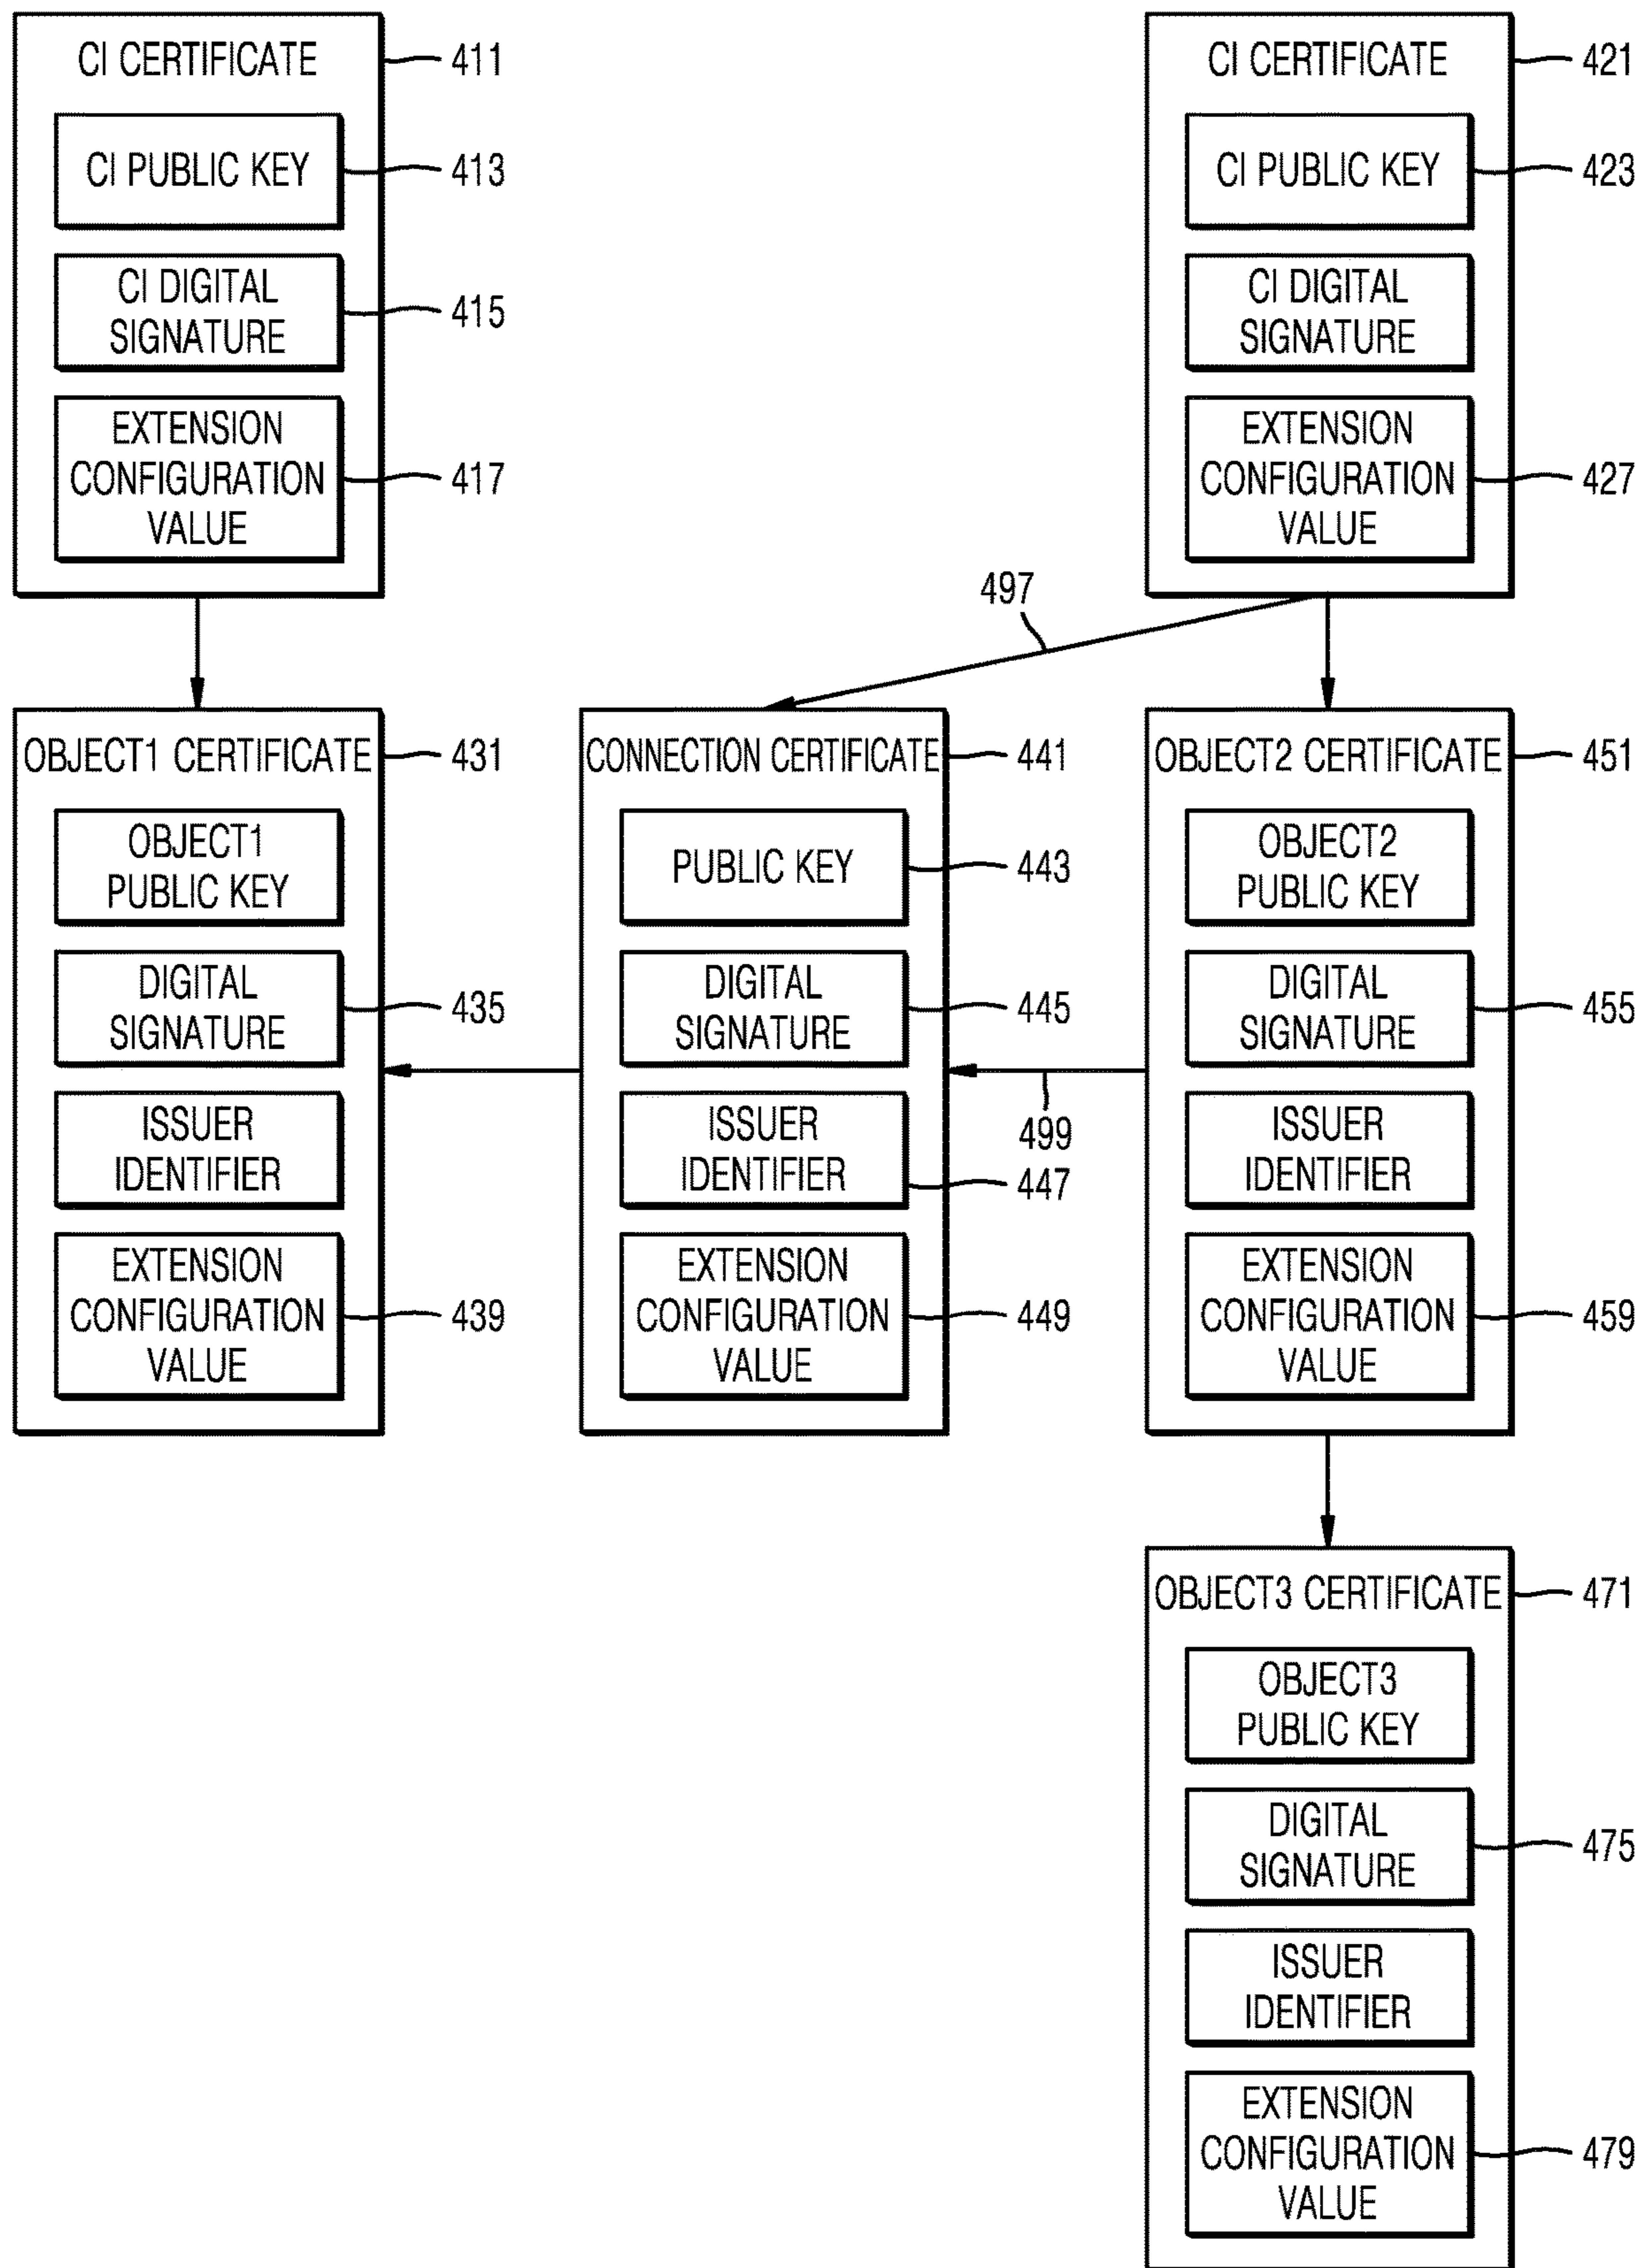 CI CERTIFICATE
411
CI PUBLIC KEY
413
CI DIGITAL
SIGNATURE
415
EXTENSION
CONFIGURATION
VALUE
417
CI CERTIFICATE
421
CI PUBLIC KEY
423
CI DIGITAL
SIGNATURE
EXTENSION
CONFIGURATION
VALUE
427
497
OBJECT1 CERTIFICATE
431
OBJECT1
PUBLIC KEY
DIGITAL
SIGNATURE
435
ISSUER
IDENTIFIER
EXTENSION
CONFIGURATION
VALUE
439
CONNECTION CERTIFICATE
441
PUBLIC KEY
443
DIGITAL
SIGNATURE
445
ISSUER
IDENTIFIER
447
EXTENSION
CONFIGURATION
VALUE
449
499
OBJECT2 CERTIFICATE
451
OBJECT2
PUBLIC KEY
DIGITAL
SIGNATURE
455
ISSUER
IDENTIFIER
EXTENSION
CONFIGURATION
VALUE
459
OBJECT3 CERTIFICATE
471
OBJECT3
PUBLIC KEY
DIGITAL
SIGNATURE
475
ISSUER
IDENTIFIER
EXTENSION
CONFIGURATION
VALUE
479